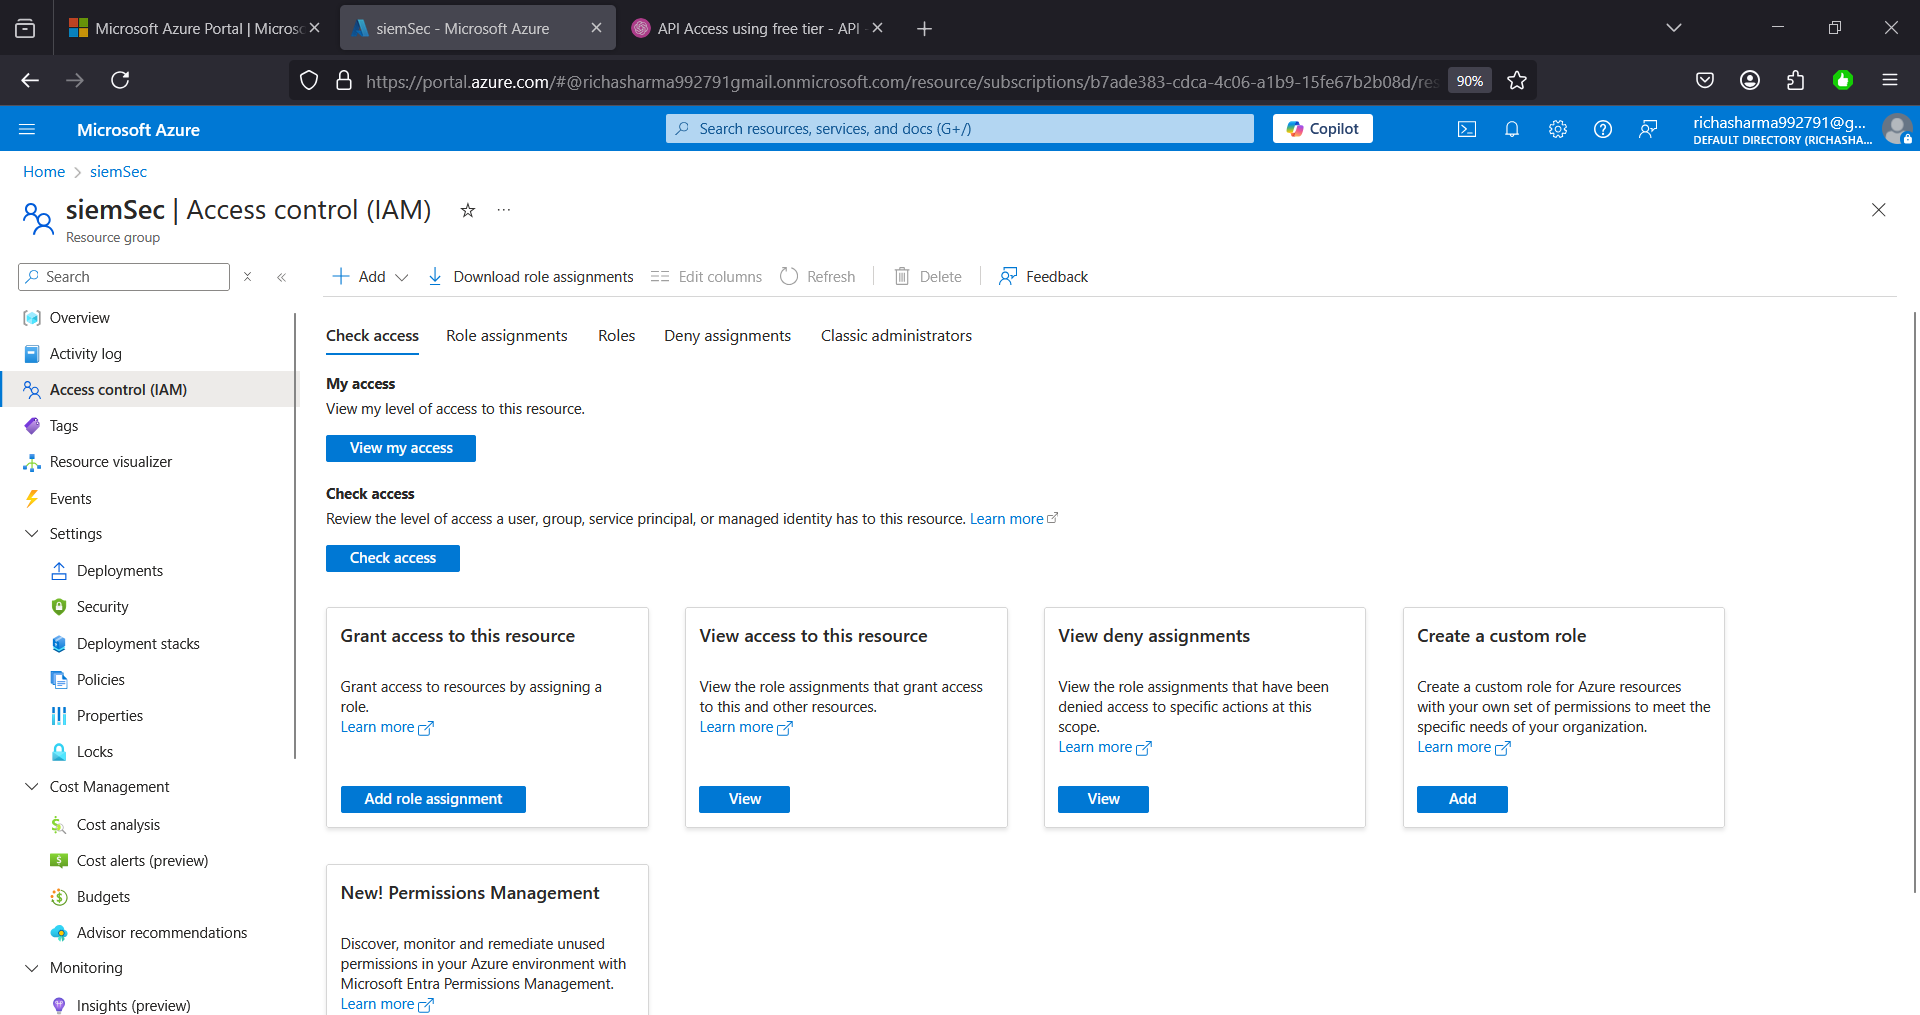 Microsoft Azure Portal | Microsc
siemSec - Microsoft Azure
API Access using free tier - API -
https://portal.azure.com/#@richasharma992791gmail.onmicrosoft.com/resource/subscriptions/b7ade383-cdca-4c06-a1b9-15fe67b2b08d/res
90%
Microsoft Azure
Search resources, services, and docs (G+/)
Copilot
richasharma992791@g...
DEFAULT DIRECTORY (RICHASHA...
Home > siemSec
siemSec | Access control (IAM)
Resource group
Search
Add
Download role assignments
Edit columns
Refresh
Delete
Feedback
Overview
Activity log
Access control (IAM)
Tags
Resource visualizer
Events
Settings
Deployments
Security
Deployment stacks
Policies
Properties
Locks
Cost Management
Cost analysis
Cost alerts (preview)
Budgets
Advisor recommendations
Monitoring
Insights (preview)
Check access
Role assignments
Roles
Deny assignments
Classic administrators
My access
View my level of access to this resource.
View my access
Check access
Review the level of access a user, group, service principal, or managed identity has to this resource. Learn more
Check access
Grant access to this resource
Grant access to resources by assigning a
role.
Learn more
Add role assignment
View access to this resource
View the role assignments that grant access
to this and other resources.
Learn more
View
View deny assignments
View the role assignments that have been
denied access to specific actions at this
scope.
Learn more
View
Create a custom role
Create a custom role for Azure resources
with your own set of permissions to meet the
specific needs of your organization.
Learn more
Add
New! Permissions Management
Discover, monitor and remediate unused
permissions in your Azure environment with
Microsoft Entra Permissions Management.
Learn more